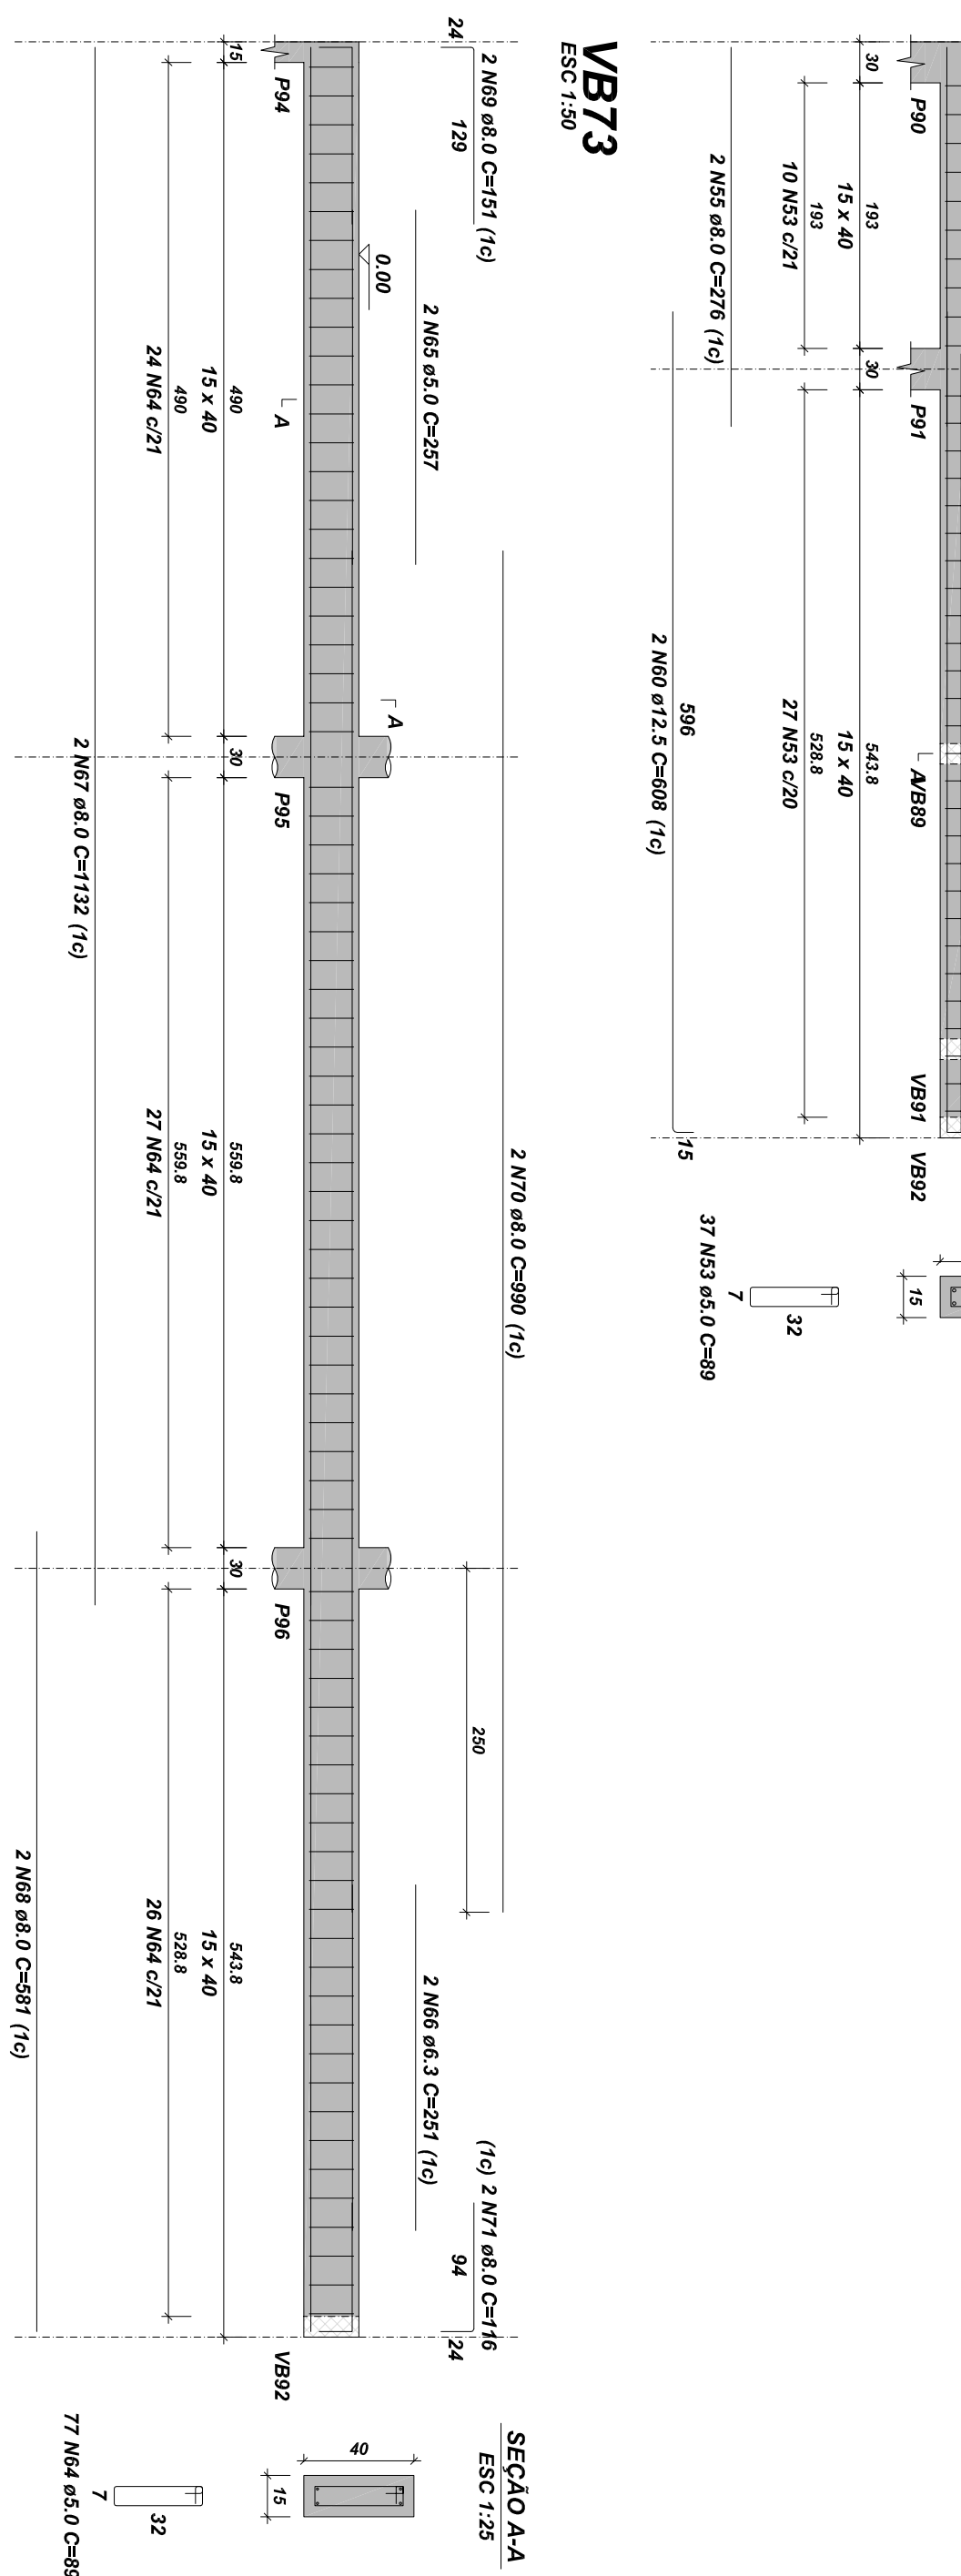 30
P90
193
15 x 40
193
10 N53 c/21
2 N55 ø8.0 C=276 (1c)
30
P91
543.8
15 x 40
528.8
27 N53 c/20
596
2 N60 ø12.5 C=608 (1c)
15
VB91
VB92
15
32
7
37 N53 ø5.0 C=89
VB73
ESC 1:50
24
2 N69 ø8.0 C=151 (1c)
129
2 N65 ø5.0 C=257
2 N70 ø8.0 C=990 (1c)
250
2 N66 ø6.3 C=251 (1c)
(1c) 2 N71 ø8.0 C=116
94
24
0.00
A
A
15
P94
30
P95
30
P96
VB92
490
15 x 40
490
24 N64 c/21
559.8
15 x 40
559.8
27 N64 c/21
543.8
15 x 40
528.8
26 N64 c/21
2 N67 ø8.0 C=1132 (1c)
2 N68 ø8.0 C=581 (1c)
SEÇÃO A-A
ESC 1:25
40
15
32
7
77 N64 ø5.0 C=89